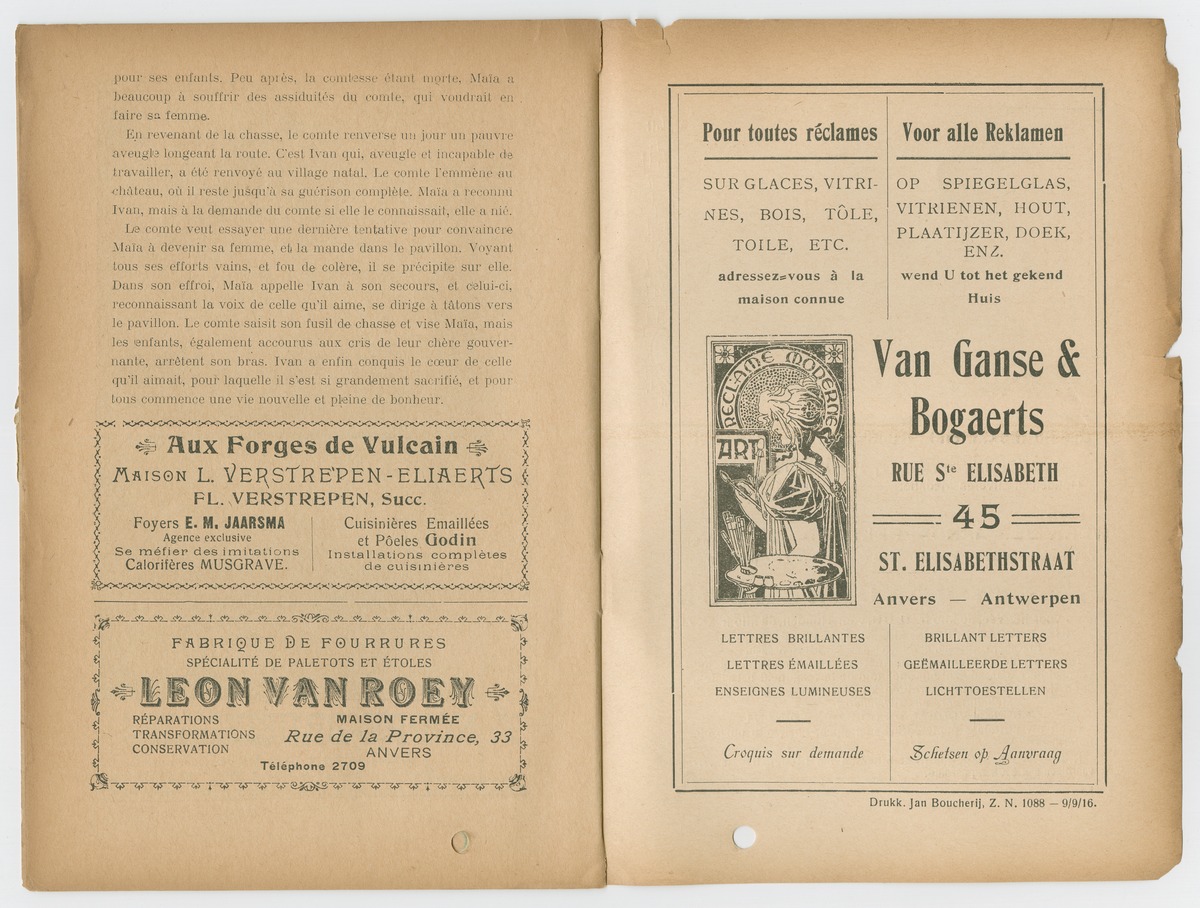 pour ses enfants. Peu après, la comtesse étant morte, Maïa a
beaucoup à souffrir des assiduités du comte, qui voudrait en
faire sa femme.
En revenant de la chasse, le comte renverse un jour un pauvre
aveugle longeant la route. C'est Ivan qui, aveugle et incapable de
travailler, a été renvoyé au village natal. Le comte l'emmène au
château, où il reste jusqu'à sa guérison complète. Maïa a reconnu
Ivan, mais à la demande du comte si elle le connaissait, elle a nié.
Le comte veut essayer une dernière tentative pour convaincre
Maïa à devenir sa femme, et la mande dans le pavillon. Voyant
tous ses efforts vains, et fou de colère, il se précipite sur elle.
Dans son effroi, Maïa appelle Ivan à son secours, et celui-ci,
reconnaissant la voix de celle qu'il aime, se dirige à tâtons vers
le pavillon. Le comte saisit son fusil de chasse et vise Maïa, mais
les enfants, également accourus aux cris de leur chère gouver-
nante, arrêtent son bras. Ivan a enfin conquis le cœur de celle
qu'il aimait, pour laquelle il s'est si grandement sacrifié, et pour
tous commence une vie nouvelle et pleine de bonheur.
Aux Forges de Vulcain
MAISON L. VERSTREPEN-ELIAERTS
FL. VERSTREPEN, Succ.
Foyers E. M. JAARSMA
Agence exclusive
Se méfier des imitations
Calorifères MUSGRAVE.
Cuisinières Emaillées
et Pôeles Godin
Installations complètes
de cuisinières
FABRIQUE DE FOURRURES
SPÉCIALITÉ DE PALETOTS ET ÉTOLES
LEON VAN ROEY
RÉPARATIONS
TRANSFORMATIONS
CONSERVATION
MAISON FERMÉE
Rue de la Province, 33
ANVERS
Téléphone 2709
Pour toutes réclames
SUR GLACES, VITRI-
NES, BOIS, TÔLE,
TOILE, ETC.
adressez=vous à la
maison connue
Voor alle Reklamen
OP SPIEGELGLAS,
VITRIENEN, HOUT,
PLAATIJZER, DOEK,
ENZ.
wend U tot het gekend
Huis
RECLAME MODERNE
ART
Van Ganse &
Bogaerts
RUE Ste ELISABETH
45
ST. ELISABETHSTRAAT
Anvers — Antwerpen
LETTRES BRILLANTES
LETTRES ÉMAILLÉES
ENSEIGNES LUMINEUSES
Croquis sur demande
BRILLANT LETTERS
GEËMAILLEERDE LETTERS
LICHTTOESTELLEN
Schetsen op Aanvraag
Drukk. Jan Boucherij, Z. N. 1088 — 9/9/16.